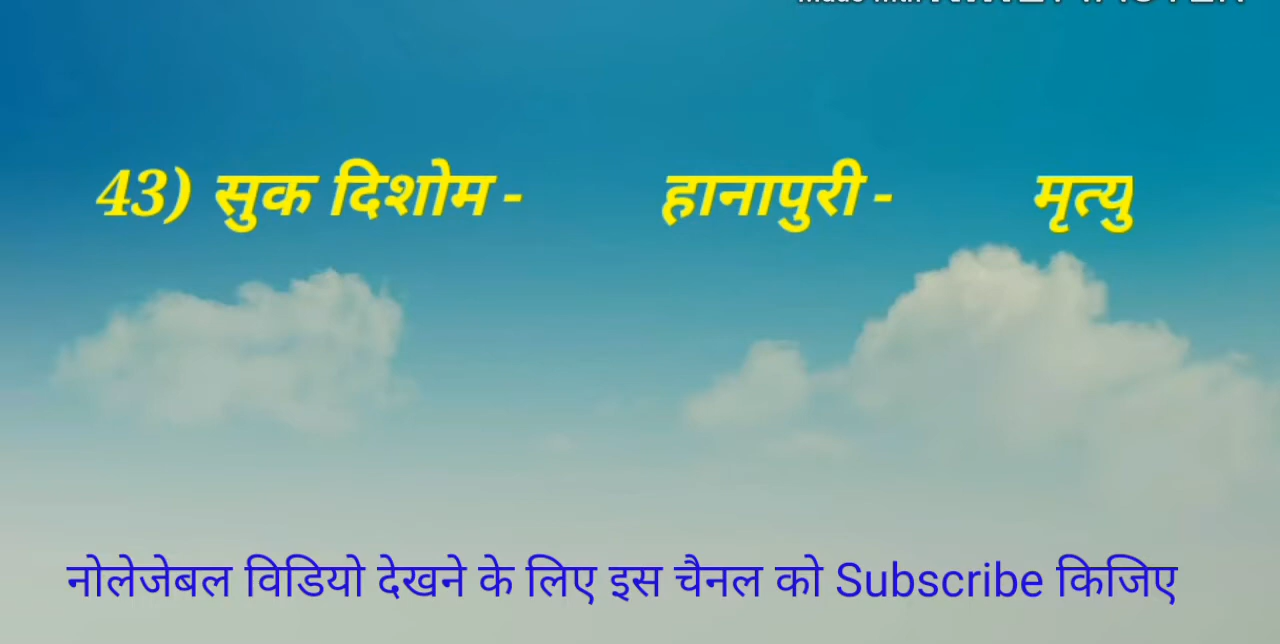 43) सुक दिशोम - हानापुरी - मृत्यु
नोलेजेबल विडियो देखने के लिए इस चैनल को Subscribe किजिए